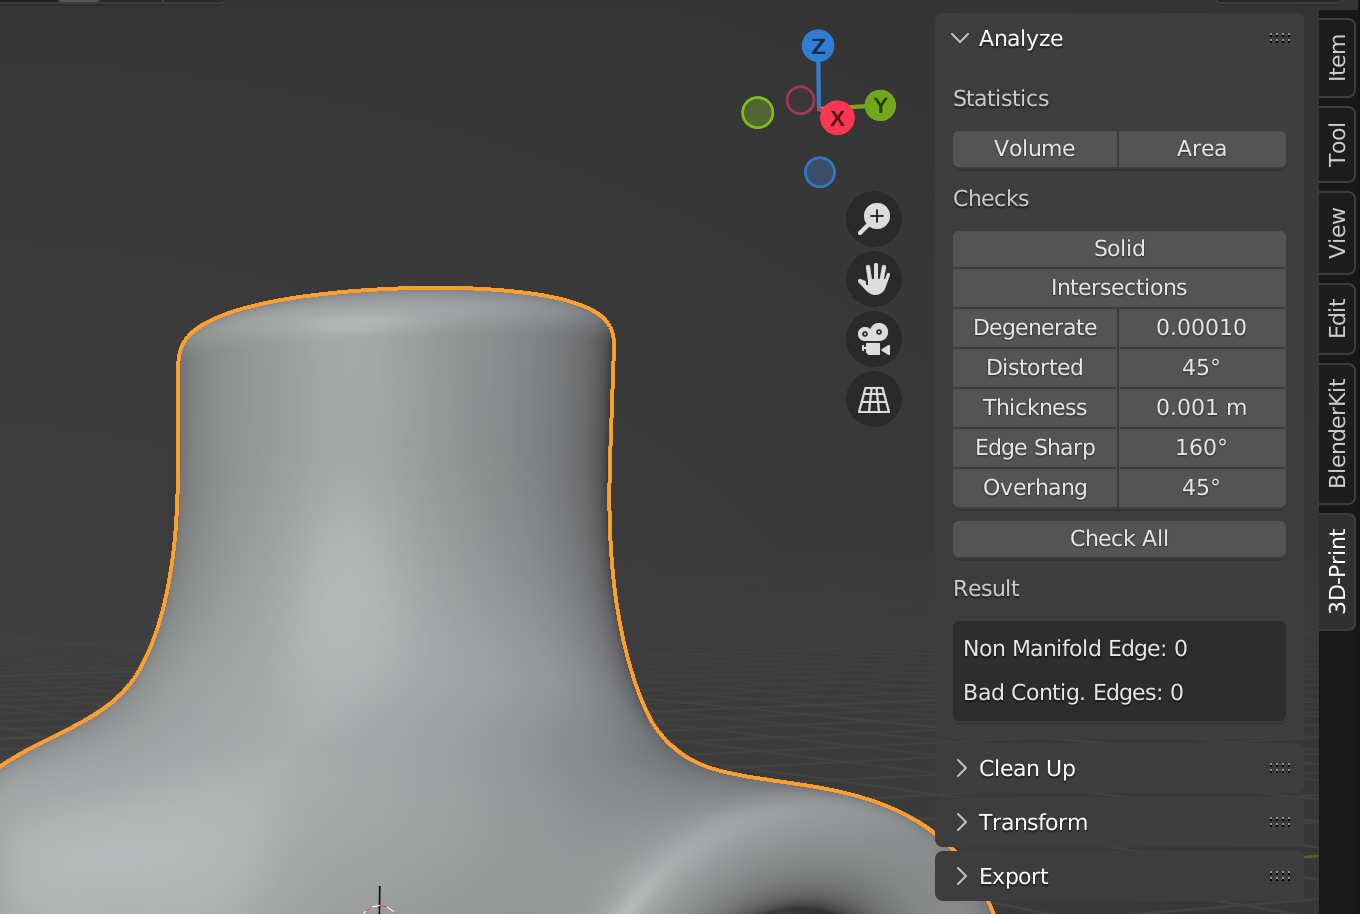 Z
Y
X
Analyze
Statistics
Volume Area
Checks
Solid
Intersections
Degenerate 0.00010
Distorted 45°
Thickness 0.001 m
Edge Sharp 160°
Overhang 45°
Check All
Result
Non Manifold Edge: 0
Bad Contig. Edges: 0
Clean Up
Transform
Export
Item
Tool
View
Edit
BlenderKit
3D-Print